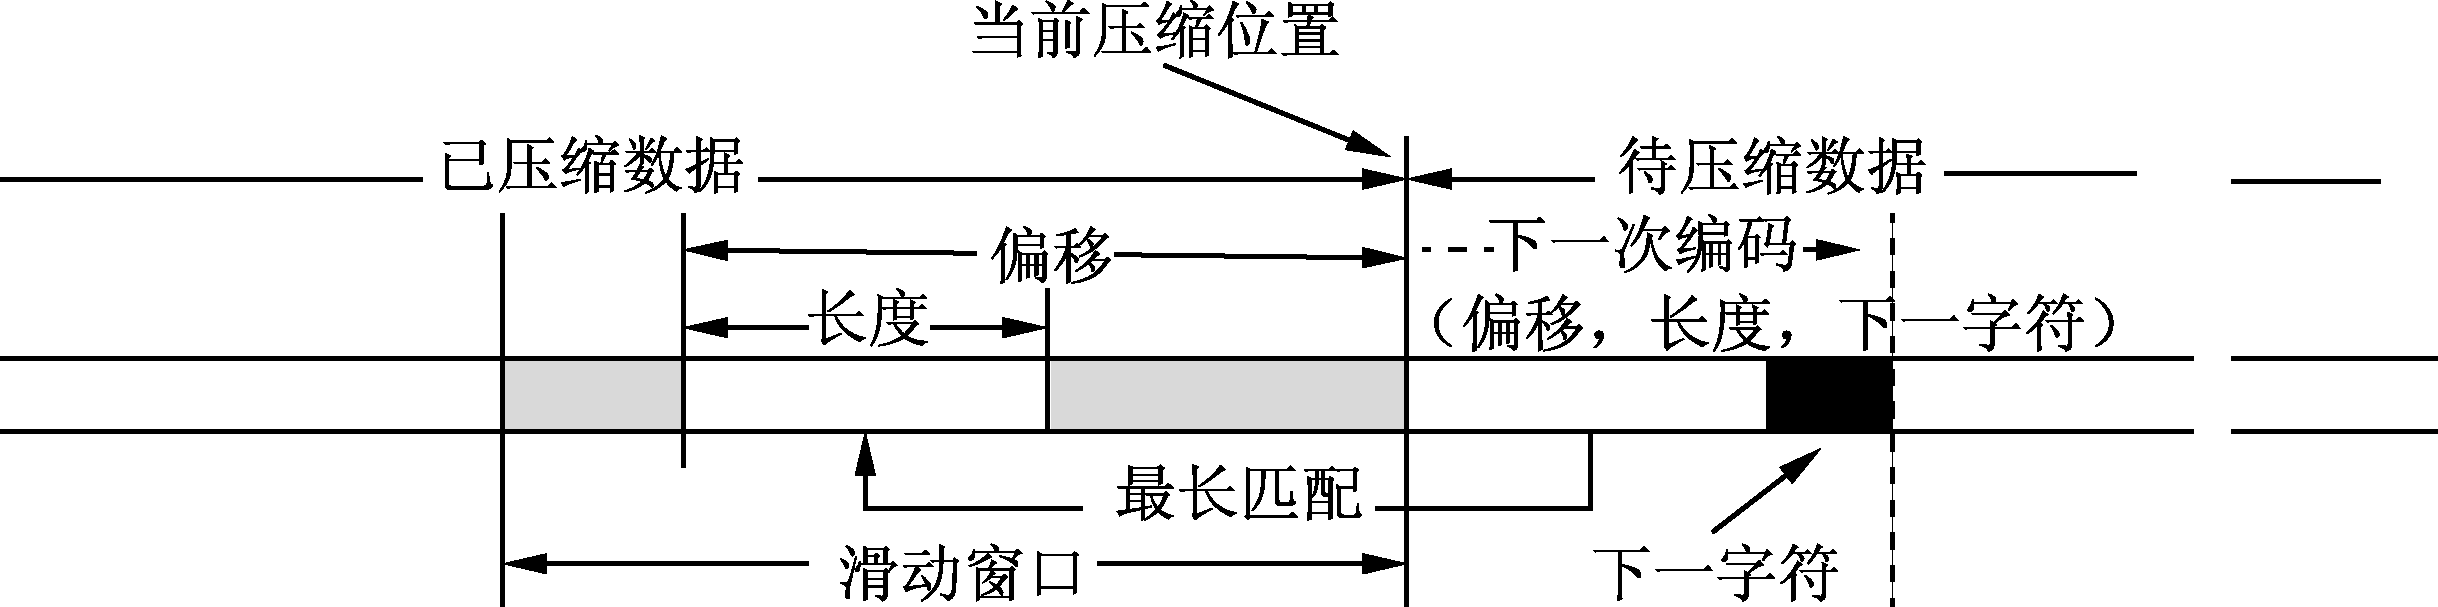 当前压缩位置
已压缩数据
待压缩数据
偏移
下一次编码
长度
（偏移，长度，下一字符）
最长匹配
滑动窗口
下一字符